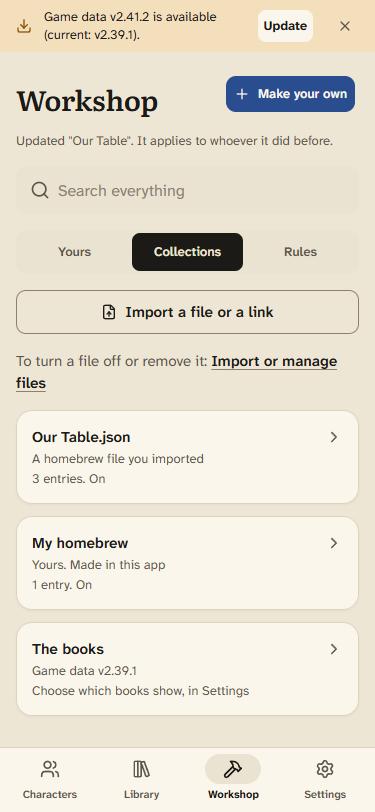 Game data v2.41.2 is available
(current: v2.39.1).
Update
Workshop
Make your own
Updated "Our Table". It applies to whoever it did before.
Search everything
Yours
Collections
Rules
Import a file or a link
To turn a file off or remove it: Import or manage
files
Our Table.json
A homebrew file you imported
3 entries. On
My homebrew
Yours. Made in this app
1 entry. On
The books
Game data v2.39.1
Choose which books show, in Settings
Characters
Library
Workshop
Settings